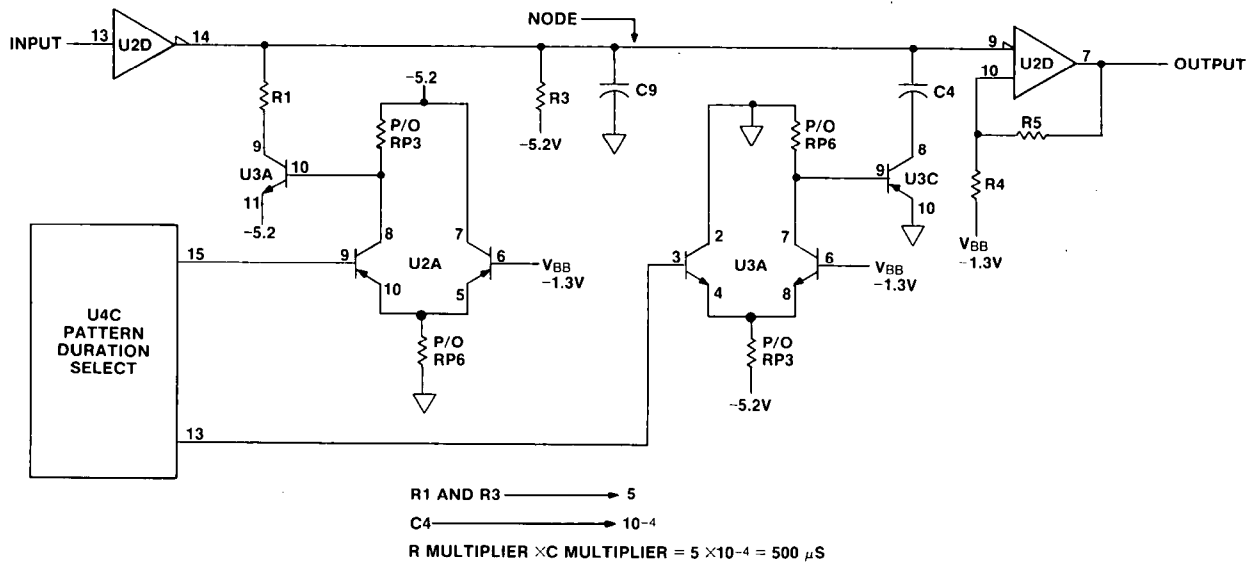 NODE
INPUT 13 U2D 14
9 U2D 7 OUTPUT
10
R1
-5.2
R3
-5.2V
C9
C4
R5
R4
VBB
-1.3V
P/O
RP3
9
U3A 10
11
-5.2
P/O
RP6
8
9 U3C
10
15
9 8 U2A 7 6
10 5
VBB
-1.3V
P/O
RP6
3 2 U3A 7 6
4 8
VBB
-1.3V
P/O
RP3
-5.2V
U4C
PATTERN
DURATION
SELECT
13
R1 AND R3 → 5
C4 → 10⁻⁴
R MULTIPLIER ×C MULTIPLIER = 5 ×10⁻⁴ = 500 µS